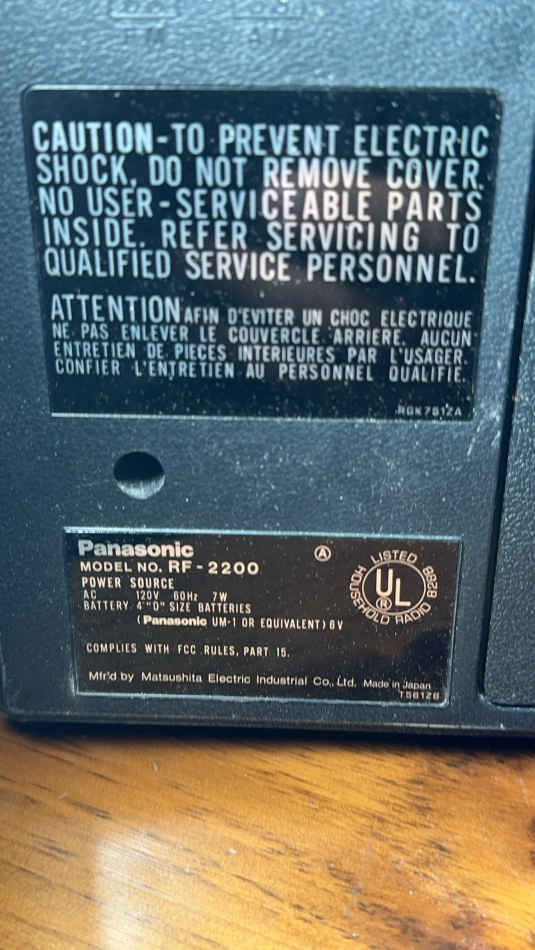 FM AM
CAUTION-TO PREVENT ELECTRIC
SHOCK, DO NOT REMOVE COVER.
NO USER-SERVICEABLE PARTS
INSIDE. REFER SERVICING TO
QUALIFIED SERVICE PERSONNEL.
ATTENTION AFIN D'EVITER UN CHOC ELECTRIQUE
NE PAS ENLEVER LE COUVERCLE ARRIERE. AUCUN
ENTRETIEN DE PIECES INTERIEURES PAR L'USAGER.
CONFIER L'ENTRETIEN AU PERSONNEL QUALIFIE.
Panasonic
MODEL NO. RF-2200
POWER SOURCE
AC 120V 60Hz 7W
BATTERY 4 "D" SIZE BATTERIES
(Panasonic UM-1 OR EQUIVALENT) 6V
COMPLIES WITH FCC RULES, PART 15.
Mfr'd by Matsushita Electric Industrial Co., Ltd. Made in Japan
A
LISTED
UL
®
HOUSEHOLD RADIO